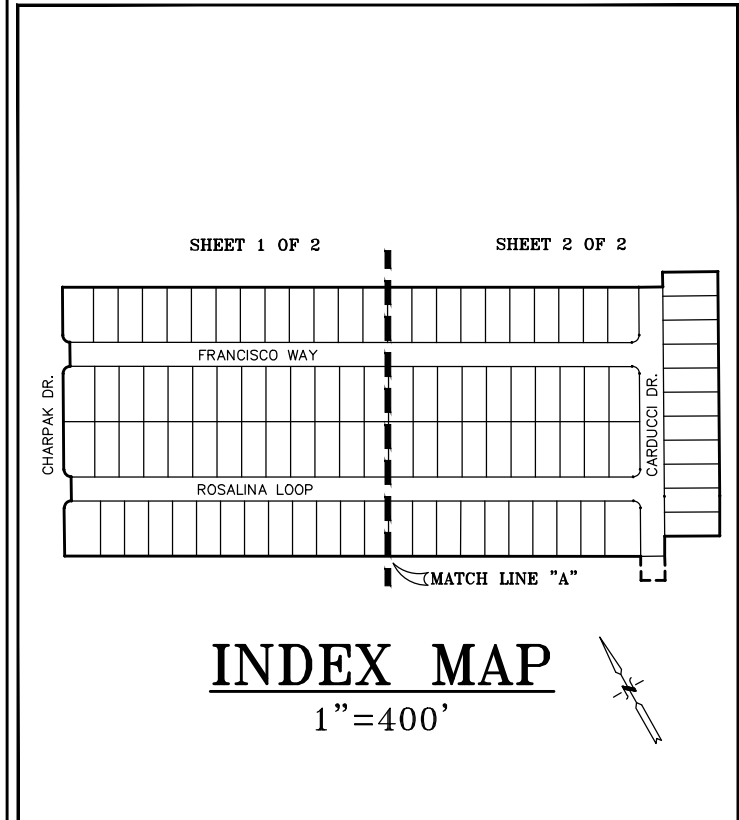 SHEET 1 OF 2
SHEET 2 OF 2
FRANCISCO WAY
CHARPAK DR.
CARDUCCI DR.
ROSALINA LOOP
MATCH LINE "A"
INDEX MAP
1"=400'
N